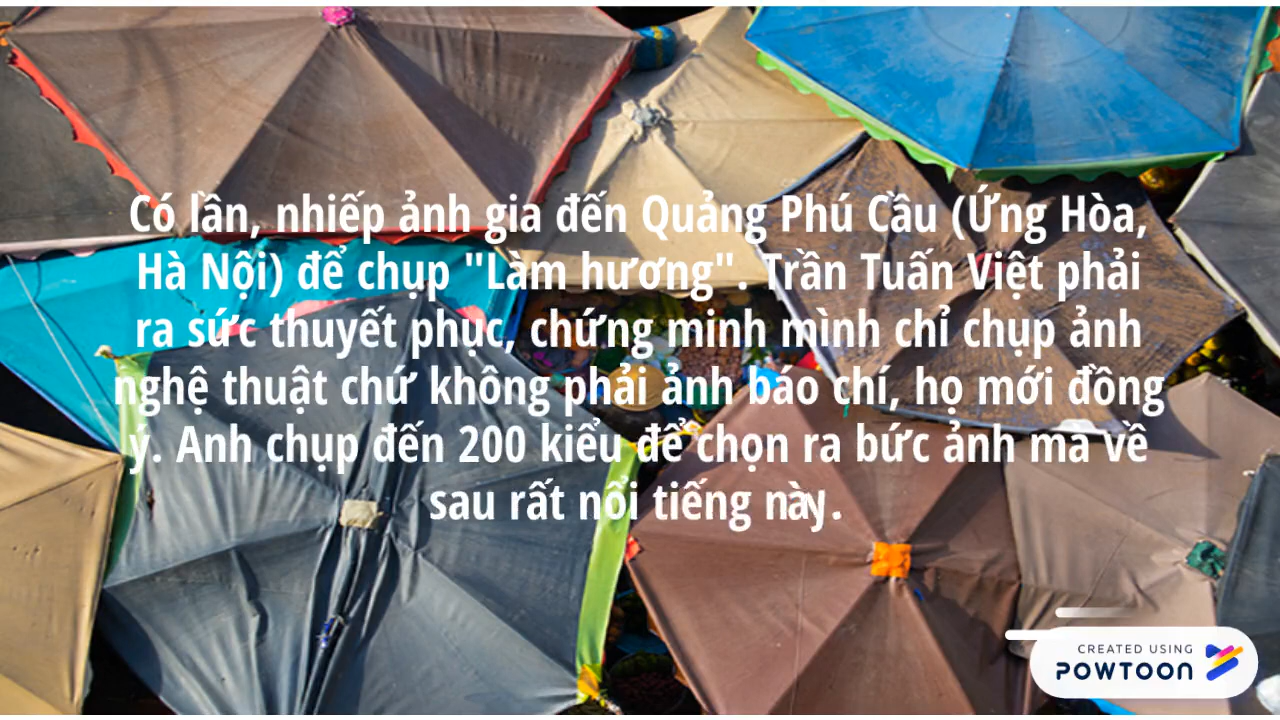 Có lần, nhiếp ảnh gia đến Quảng Phú Cầu (Ứng Hòa,
Hà Nội) để chụp "Làm hương". Trần Tuấn Việt phải
ra sức thuyết phục, chứng minh mình chỉ chụp ảnh
nghệ thuật chứ không phải ảnh báo chí, họ mới đồng
ý. Anh chụp đến 200 kiểu để chọn ra bức ảnh mà về
sau rất nổi tiếng này.
CREATED USING
POWTOON